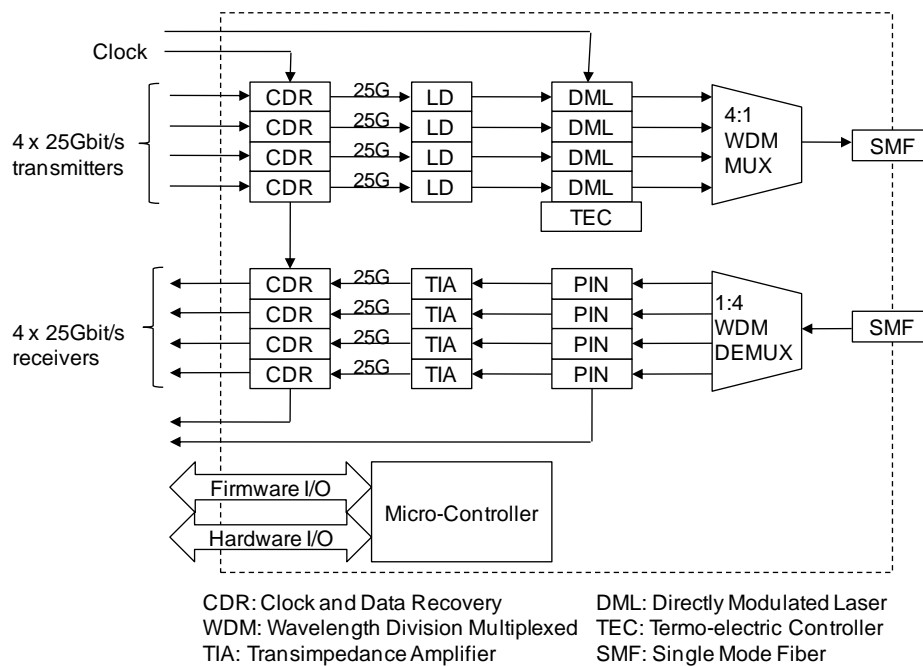 Clock
4 x 25Gbit/s
transmitters
CDR 25G LD DML
CDR 25G LD DML
CDR 25G LD DML
CDR 25G LD DML
TEC
4:1
WDM
MUX
SMF
4 x 25Gbit/s
receivers
CDR 25G TIA PIN
CDR 25G TIA PIN
CDR 25G TIA PIN
CDR 25G TIA PIN
1:4
WDM
DEMUX
SMF
Firmware I/O
Micro-Controller
Hardware I/O
CDR: Clock and Data Recovery DML: Directly Modulated Laser
WDM: Wavelength Division Multiplexed TEC: Termo-electric Controller
TIA: Transimpedance Amplifier SMF: Single Mode Fiber